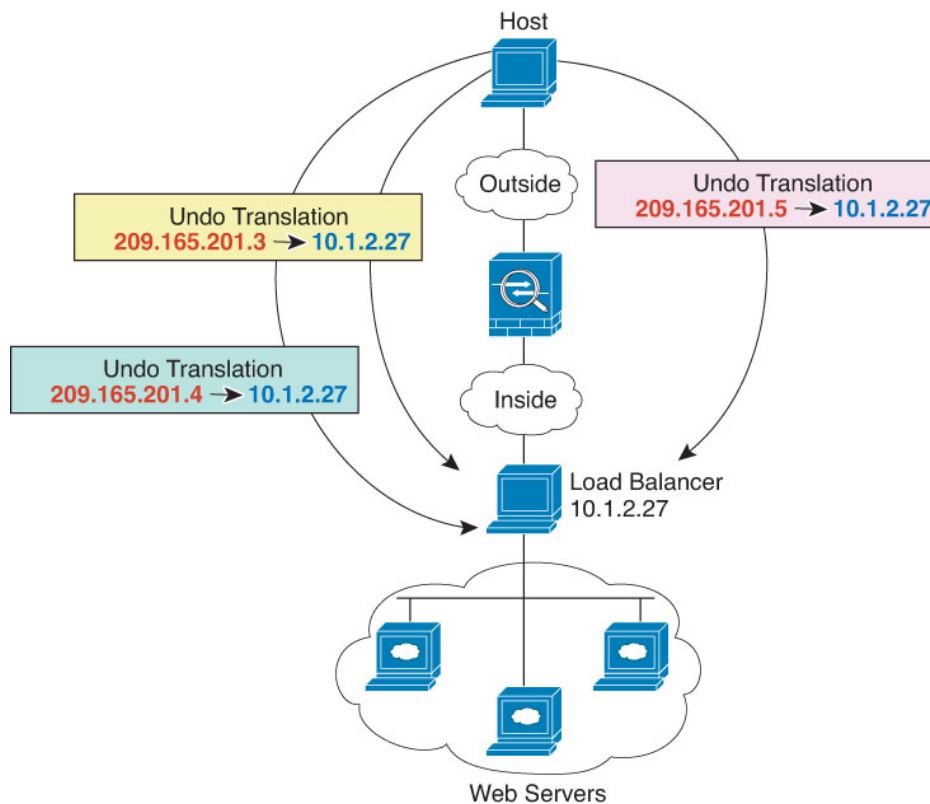 Host
Outside
Undo Translation
209.165.201.5 → 10.1.2.27
Undo Translation
209.165.201.3 → 10.1.2.27
Undo Translation
209.165.201.4 → 10.1.2.27
Inside
Load Balancer
10.1.2.27
Web Servers